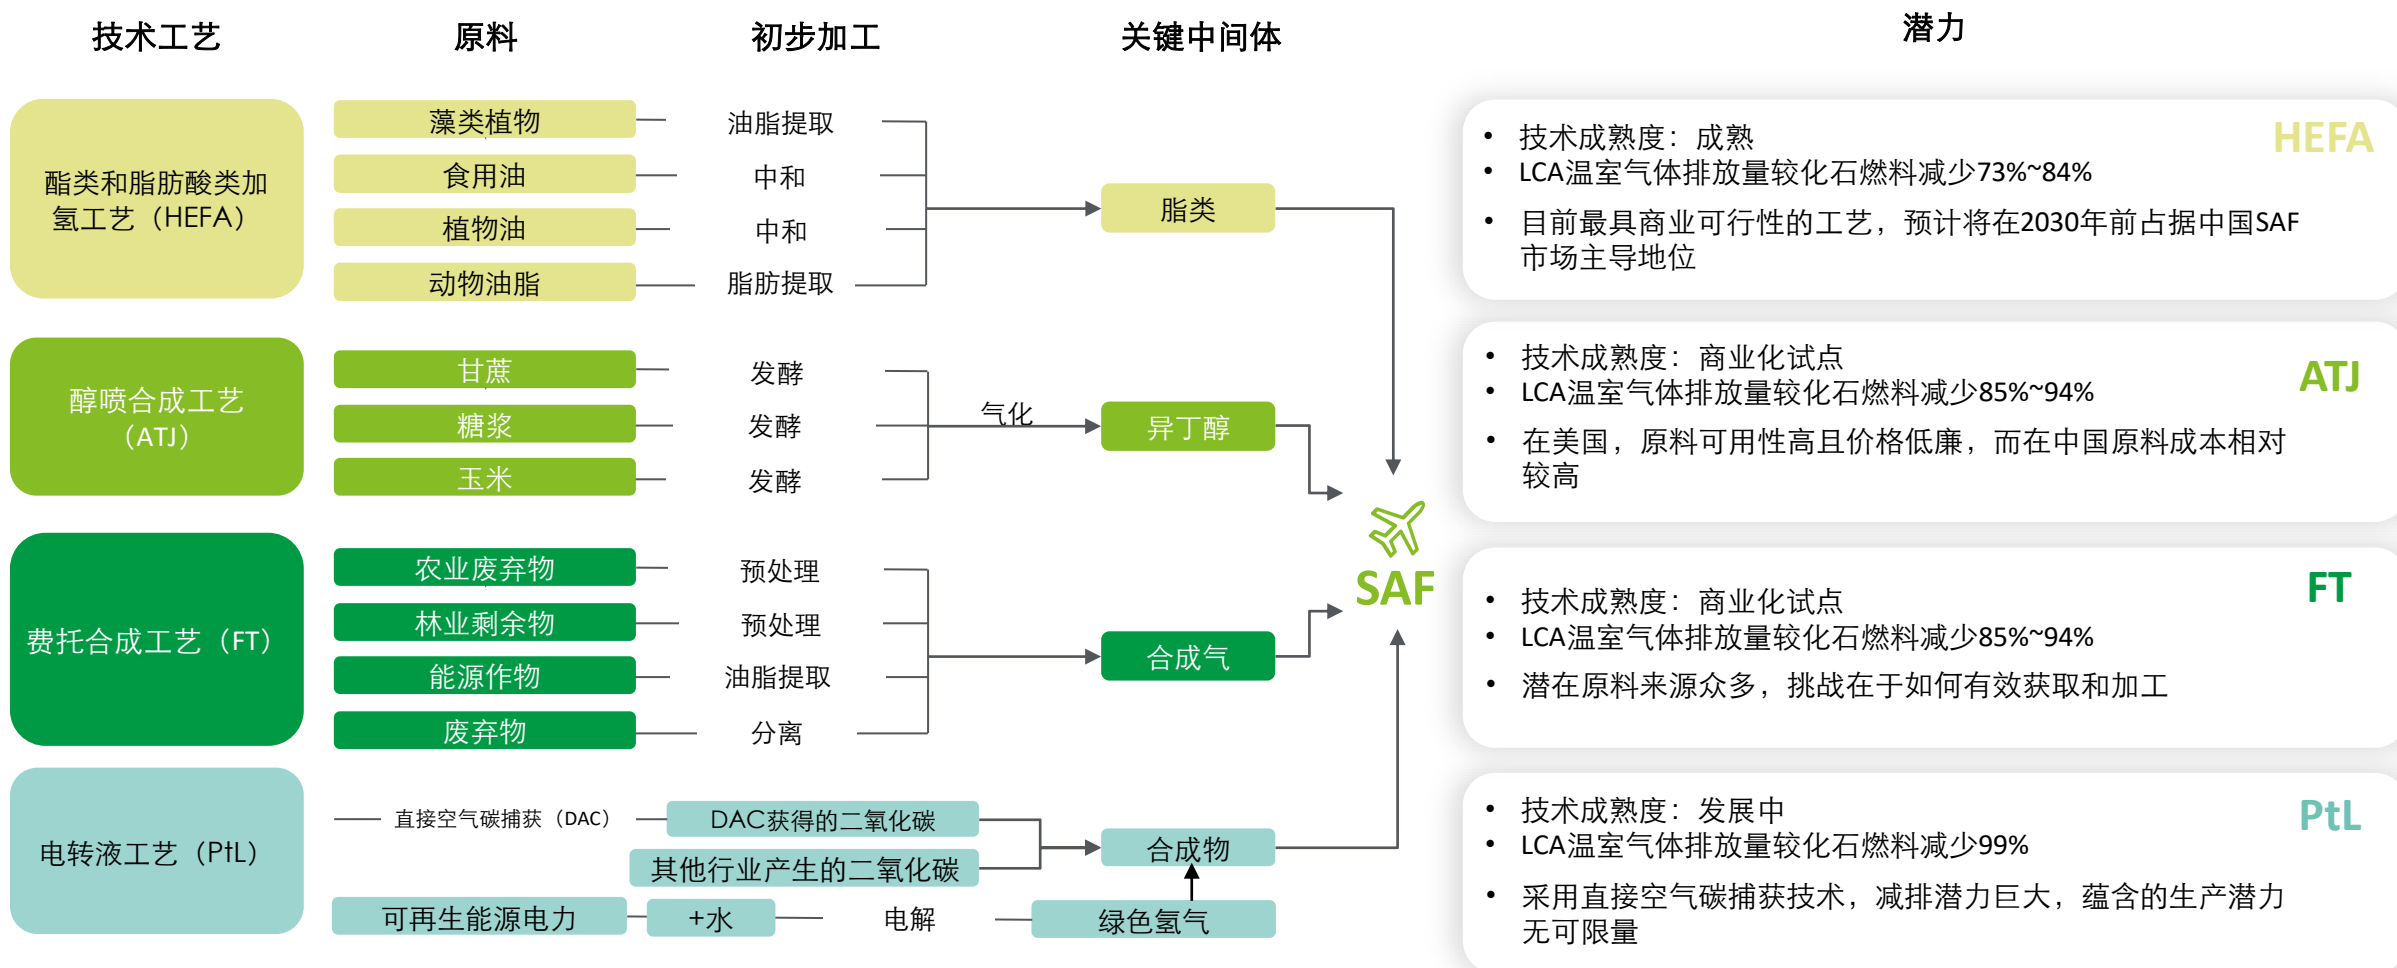 技术工艺
原料
初步加工
关键中间体
潜力
酯类和脂肪酸类加
氢工艺（HEFA）
藻类植物
油脂提取
食用油
中和
植物油
中和
动物油脂
脂肪提取
脂类
HEFA
• 技术成熟度：成熟
• LCA温室气体排放量较化石燃料减少73%~84%
• 目前最具商业可行性的工艺，预计将在2030年前占据中国SAF
市场主导地位
醇喷合成工艺
（ATJ）
甘蔗
发酵
糖浆
发酵
玉米
发酵
气化
异丁醇
ATJ
• 技术成熟度：商业化试点
• LCA温室气体排放量较化石燃料减少85%~94%
• 在美国，原料可用性高且价格低廉，而在中国原料成本相对
较高
SAF
费托合成工艺（FT）
农业废弃物
预处理
林业剩余物
预处理
能源作物
油脂提取
废弃物
分离
合成气
FT
• 技术成熟度：商业化试点
• LCA温室气体排放量较化石燃料减少85%~94%
• 潜在原料来源众多，挑战在于如何有效获取和加工
电转液工艺（PtL）
直接空气碳捕获（DAC）
DAC获得的二氧化碳
其他行业产生的二氧化碳
合成物
可再生能源电力
+水
电解
绿色氢气
PtL
• 技术成熟度：发展中
• LCA温室气体排放量较化石燃料减少99%
• 采用直接空气碳捕获技术，减排潜力巨大，蕴含的生产潜力
无可限量